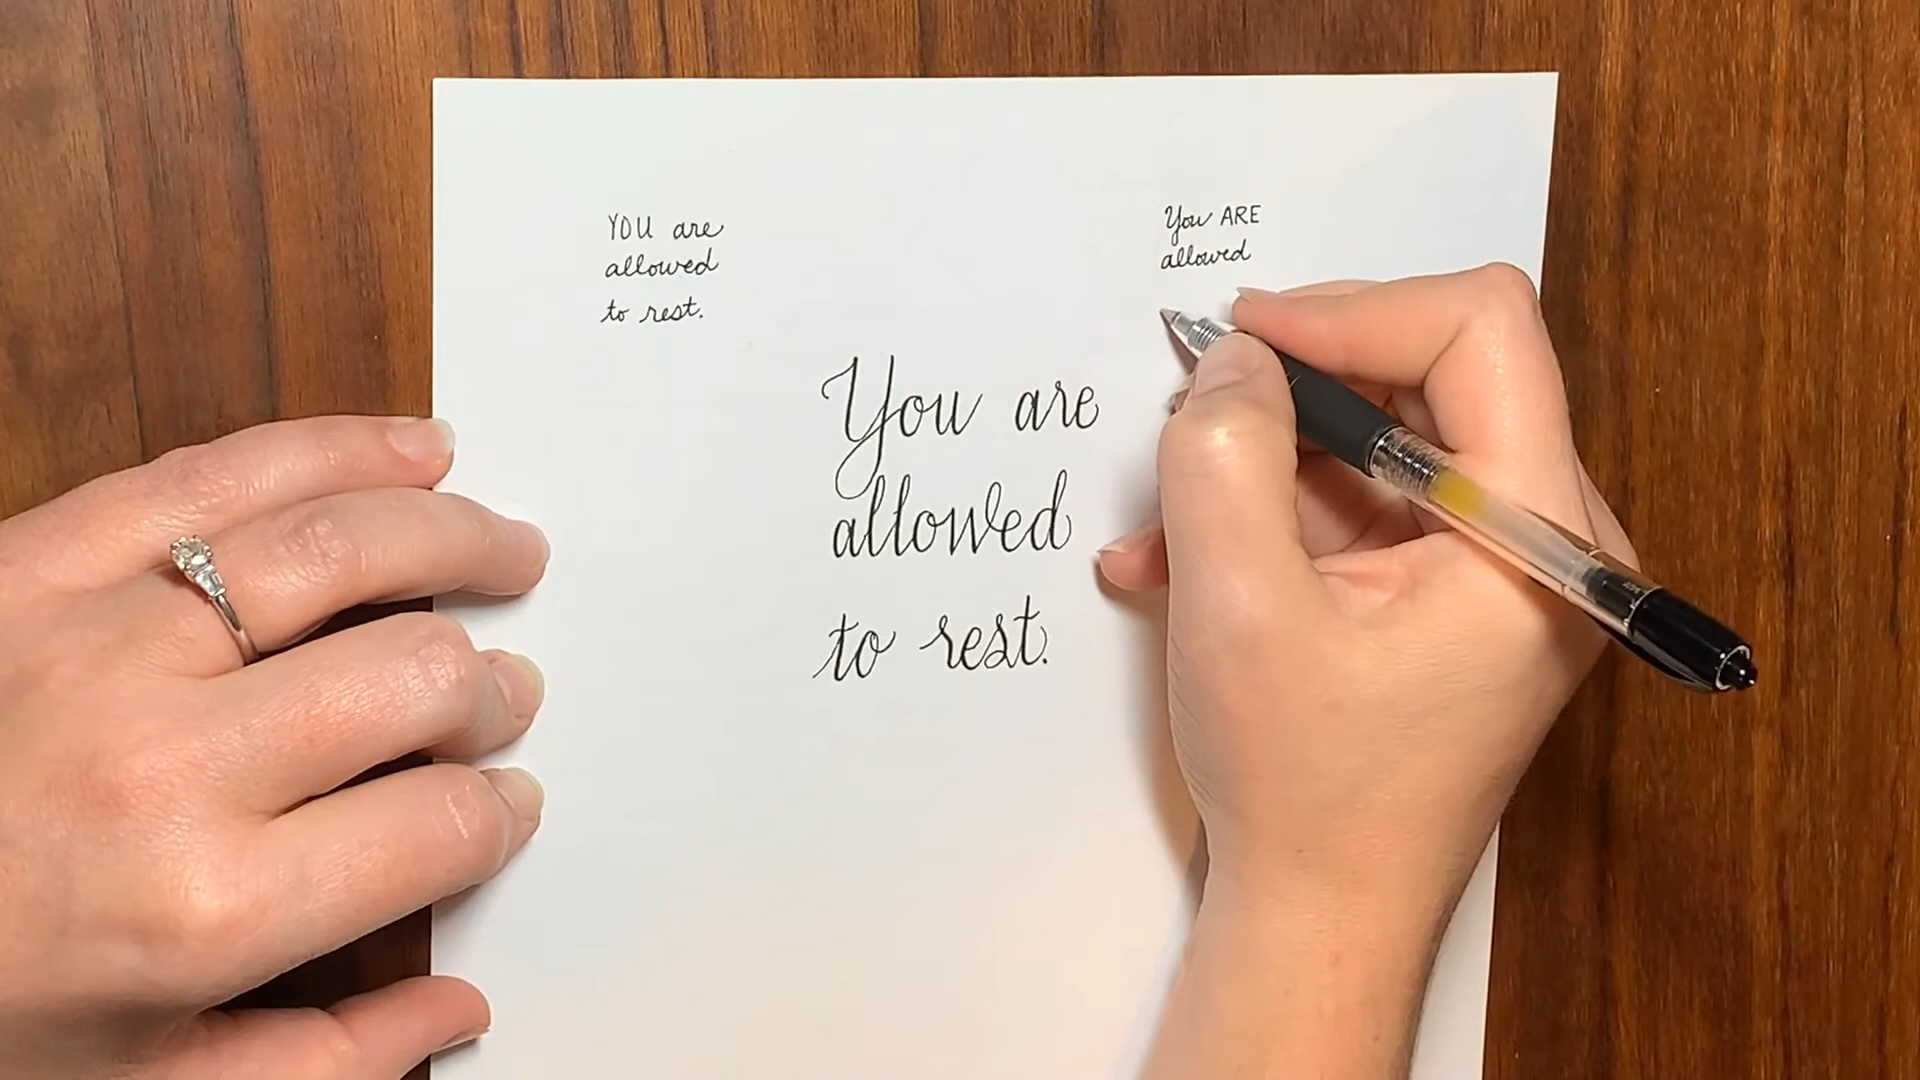 YOU are
allowed
to rest.
You ARE
allowed
You are
allowed
to rest.